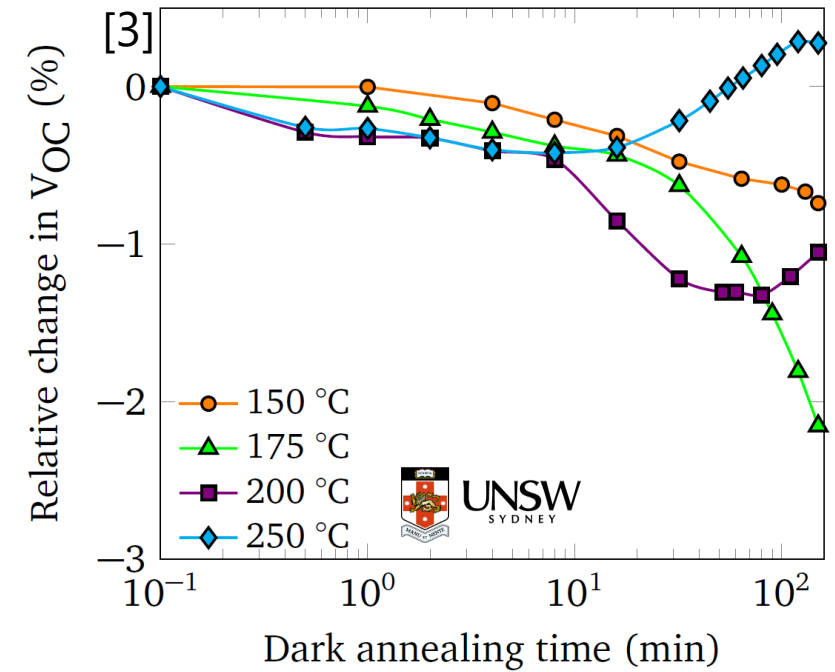 [3]
Relative change in VOC (%)
0
−1
−2
−3
150 °C
175 °C
200 °C
250 °C
UNSW
SYDNEY
10⁻¹
10⁰
10¹
10²
Dark annealing time (min)